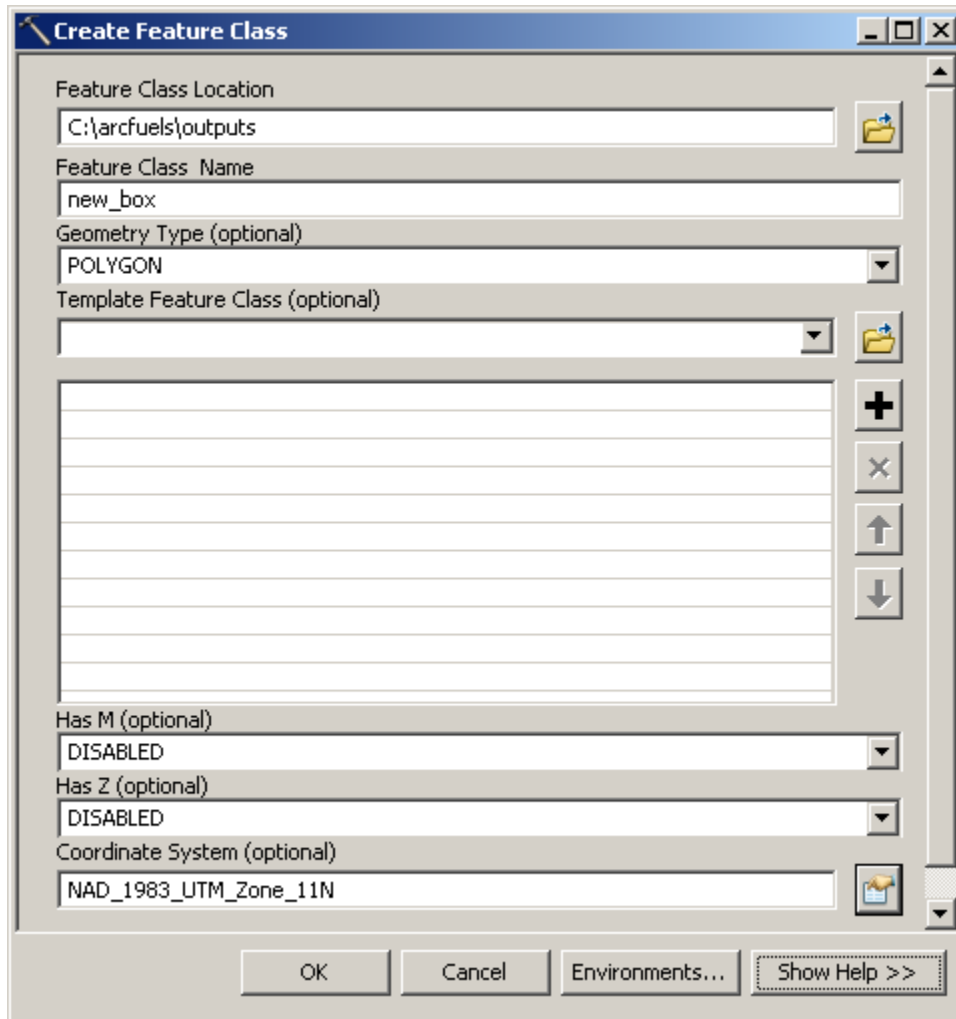 Create Feature Class
Feature Class Location
C:\arcfuels\outputs
Feature Class  Name
new_box
Geometry Type (optional)
POLYGON
Template Feature Class (optional)
Has M (optional)
DISABLED
Has Z (optional)
DISABLED
Coordinate System (optional)
NAD_1983_UTM_Zone_11N
OK Cancel Environments... Show Help >>